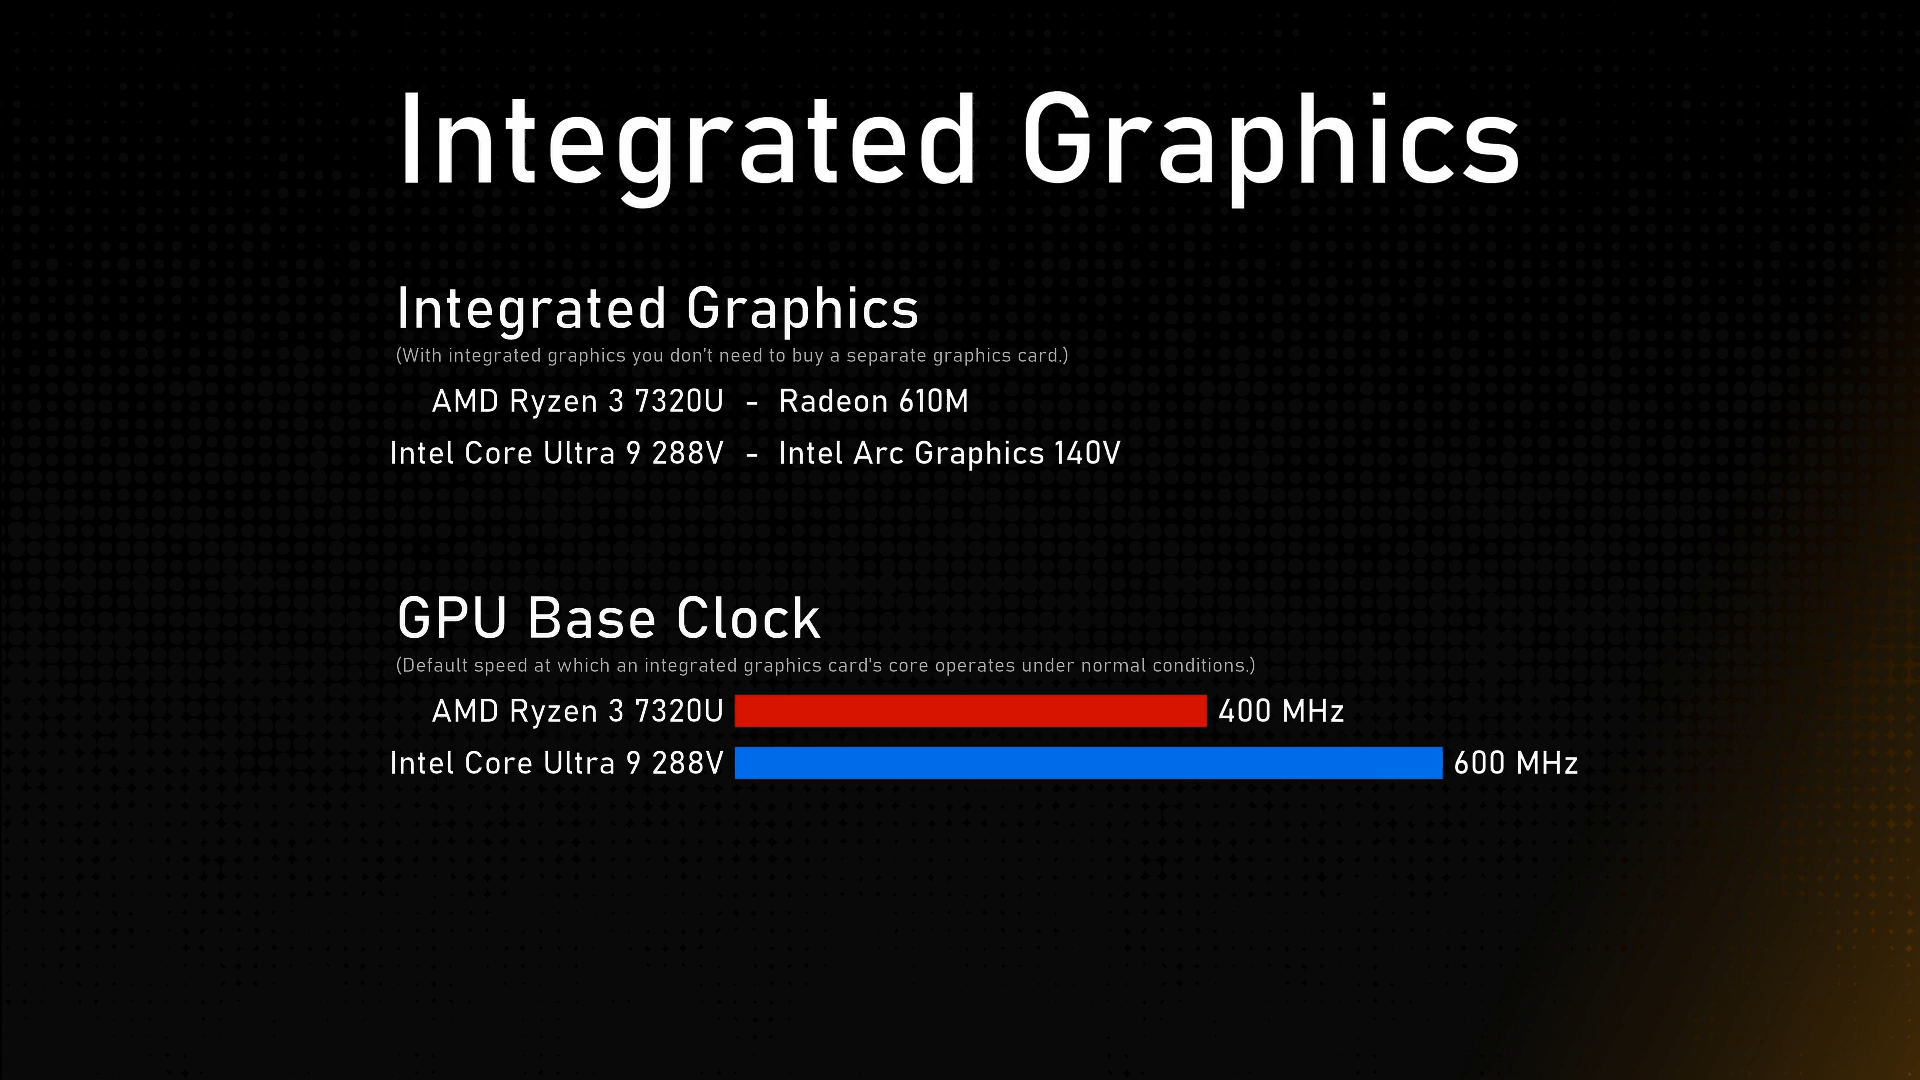 Integrated Graphics
Integrated Graphics
(With integrated graphics you don't need to buy a separate graphics card.)
AMD Ryzen 3 7320U - Radeon 610M
Intel Core Ultra 9 288V - Intel Arc Graphics 140V
GPU Base Clock
(Default speed at which an integrated graphics card's core operates under normal conditions.)
AMD Ryzen 3 7320U 400 MHz
Intel Core Ultra 9 288V 600 MHz